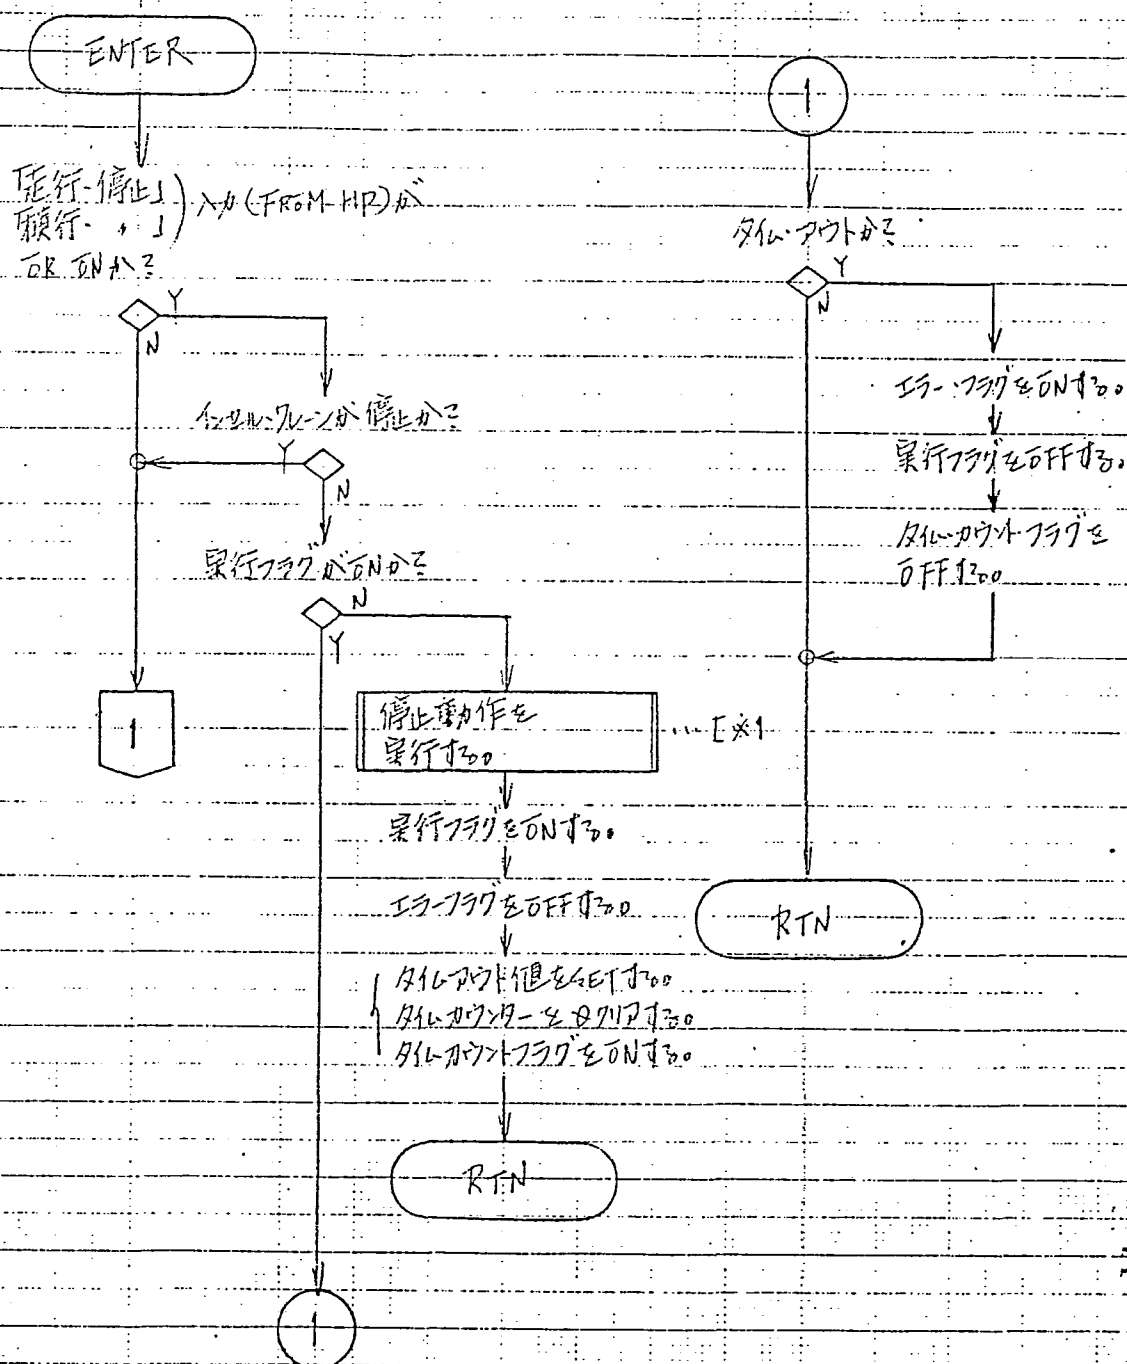 ENTER
「走行・停止」
「横行・〃」
入力(FROM HP)が
OR ONか?
Y
N
インセル・クレーンが停止か?
Y
N
実行フラグがONか?
N
Y
1
停止動作を
実行する。
…[※1
実行フラグをONする。
エラーフラグをOFFする。
タイムアウト値をSETする。
タイムカウンターを0クリアする。
タイムカウントフラグをONする。
RTN
1
1
タイム・アウトか?
Y
N
エラー・フラグをONする。
実行フラグをOFFする。
タイム・カウント・フラグを
OFFする。
RTN